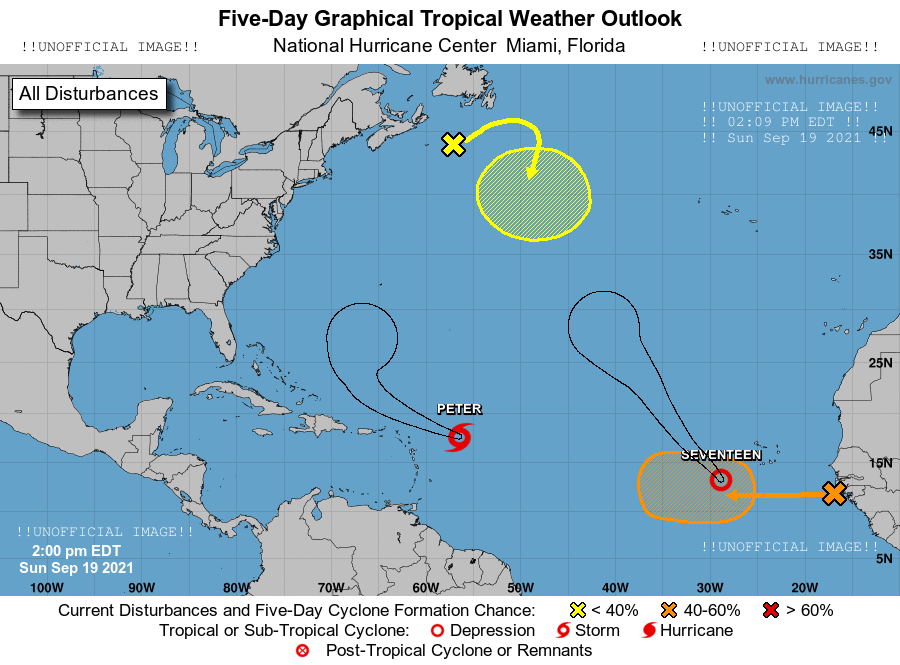 Five-Day Graphical Tropical Weather Outlook
!!UNOFFICIAL IMAGE!! National Hurricane Center Miami, Florida !!UNOFFICIAL IMAGE!!
All Disturbances
www.hurricanes.gov
!!UNOFFICIAL IMAGE!!
!! 02:09 PM EDT !!
!! Sun Sep 19 2021 !!
45N
35N
25N
PETER
SEVENTEEN
15N
!!UNOFFICIAL IMAGE!!
2:00 pm EDT
Sun Sep 19 2021
!!UNOFFICIAL IMAGE!!
5N
100W 90W 80W 70W 60W 50W 40W 30W 20W
Current Disturbances and Five-Day Cyclone Formation Chance: < 40% 40-60% > 60%
Tropical or Sub-Tropical Cyclone: Depression Storm Hurricane
Post-Tropical Cyclone or Remnants